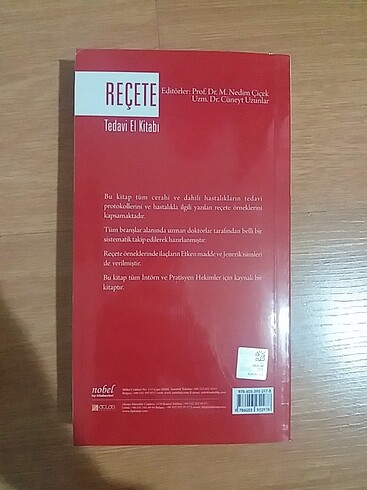 REÇETE
Tedavi El Kitabı
Editörler: Prof. Dr. M. Nedim Çiçek
Uzm. Dr. Cüneyt Uzunlar
Bu kitap tüm cerahi ve dahili hastalıkların tedavi
protokollerini ve hastalıkla ilgili yazılan reçete örneklerini
kapsamaktadır.
Tüm branşlar alanında uzman doktorlar tarafından belli bir
sistematik takip edilerek hazırlanmıştır.
Reçete örneklerinde ilaçların Etken madde ve Jenerik isimleri
de verilmiştir.
Bu kitap tüm İntörn ve Pratisyen Hekimler için kaynak bir
kitaptır.
nobel
tıp kitabevleri